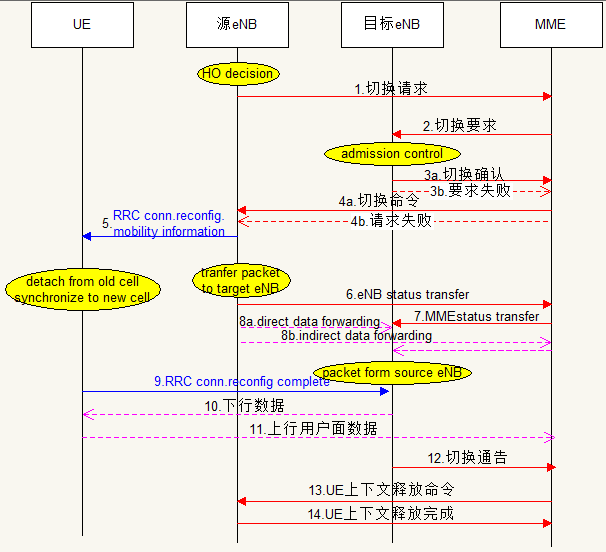 UE
源eNB
目标eNB
MME
HO decision
1.切换请求
2.切换要求
admission control
3a.切换确认
3b.要求失败
4a.切换命令
4b.请求失败
5.
RRC conn.reconfig.
mobility information
detach from old cell
synchronize to new cell
tranfer packet
to target eNB
6.eNB status transfer
7.MMEstatus transfer
8a.direct data forwarding
8b.indirect data forwarding
packet form source eNB
9.RRC conn.reconfig complete
10.下行数据
11.上行用户面数据
12.切换通告
13.UE上下文释放命令
14.UE上下文释放完成